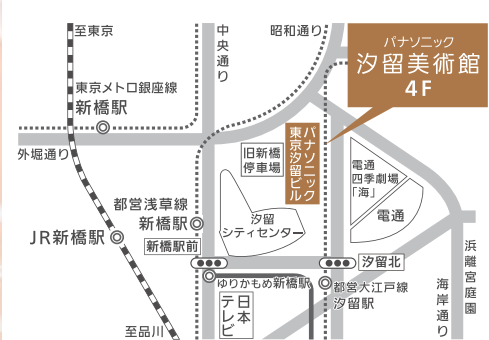 至東京
中央通り
昭和通り
パナソニック
汐留美術館
4F
東京メトロ銀座線
新橋駅
外堀通り
旧新橋
停車場
パナソニック
東京汐留ビル
電通
四季劇場
「海」
電通
都営浅草線
新橋駅
汐留
シティセンター
JR新橋駅
新橋駅前
汐留北
ゆりかもめ新橋駅
都営大江戸線
汐留駅
日本
テレビ
浜離宮庭園
海岸通り
至品川